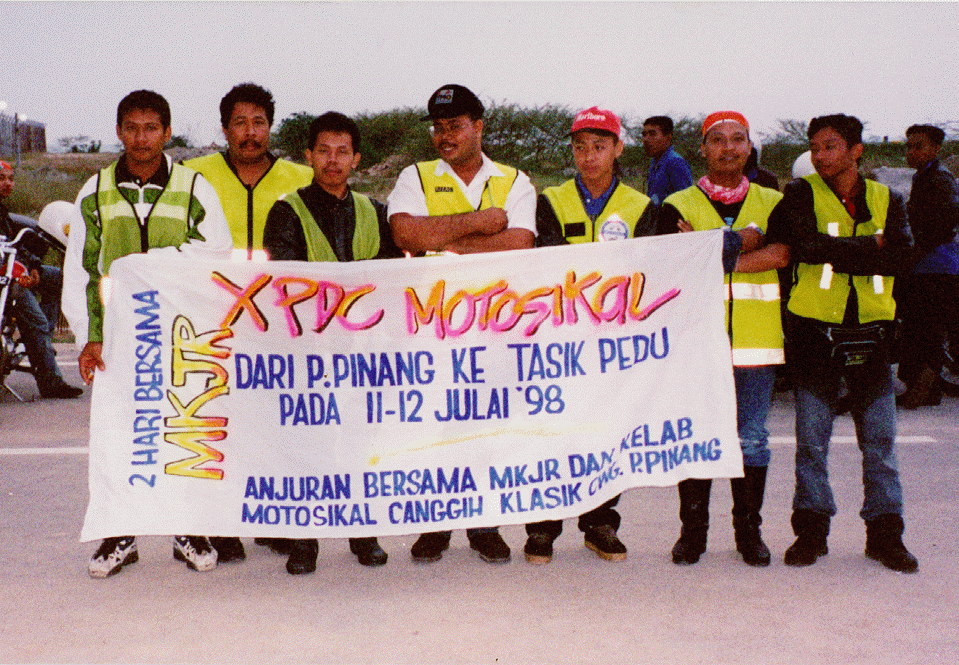 2 HARI BERSAMA
MKJR
XPDC MOTOSIKAL
DARI P.PINANG KE TASIK PEDU
PADA 11-12 JULAI '98
ANJURAN BERSAMA MKJR DAN KELAB
MOTOSIKAL CANGGIH KLASIK CWG. P.PINANG
Marlboro